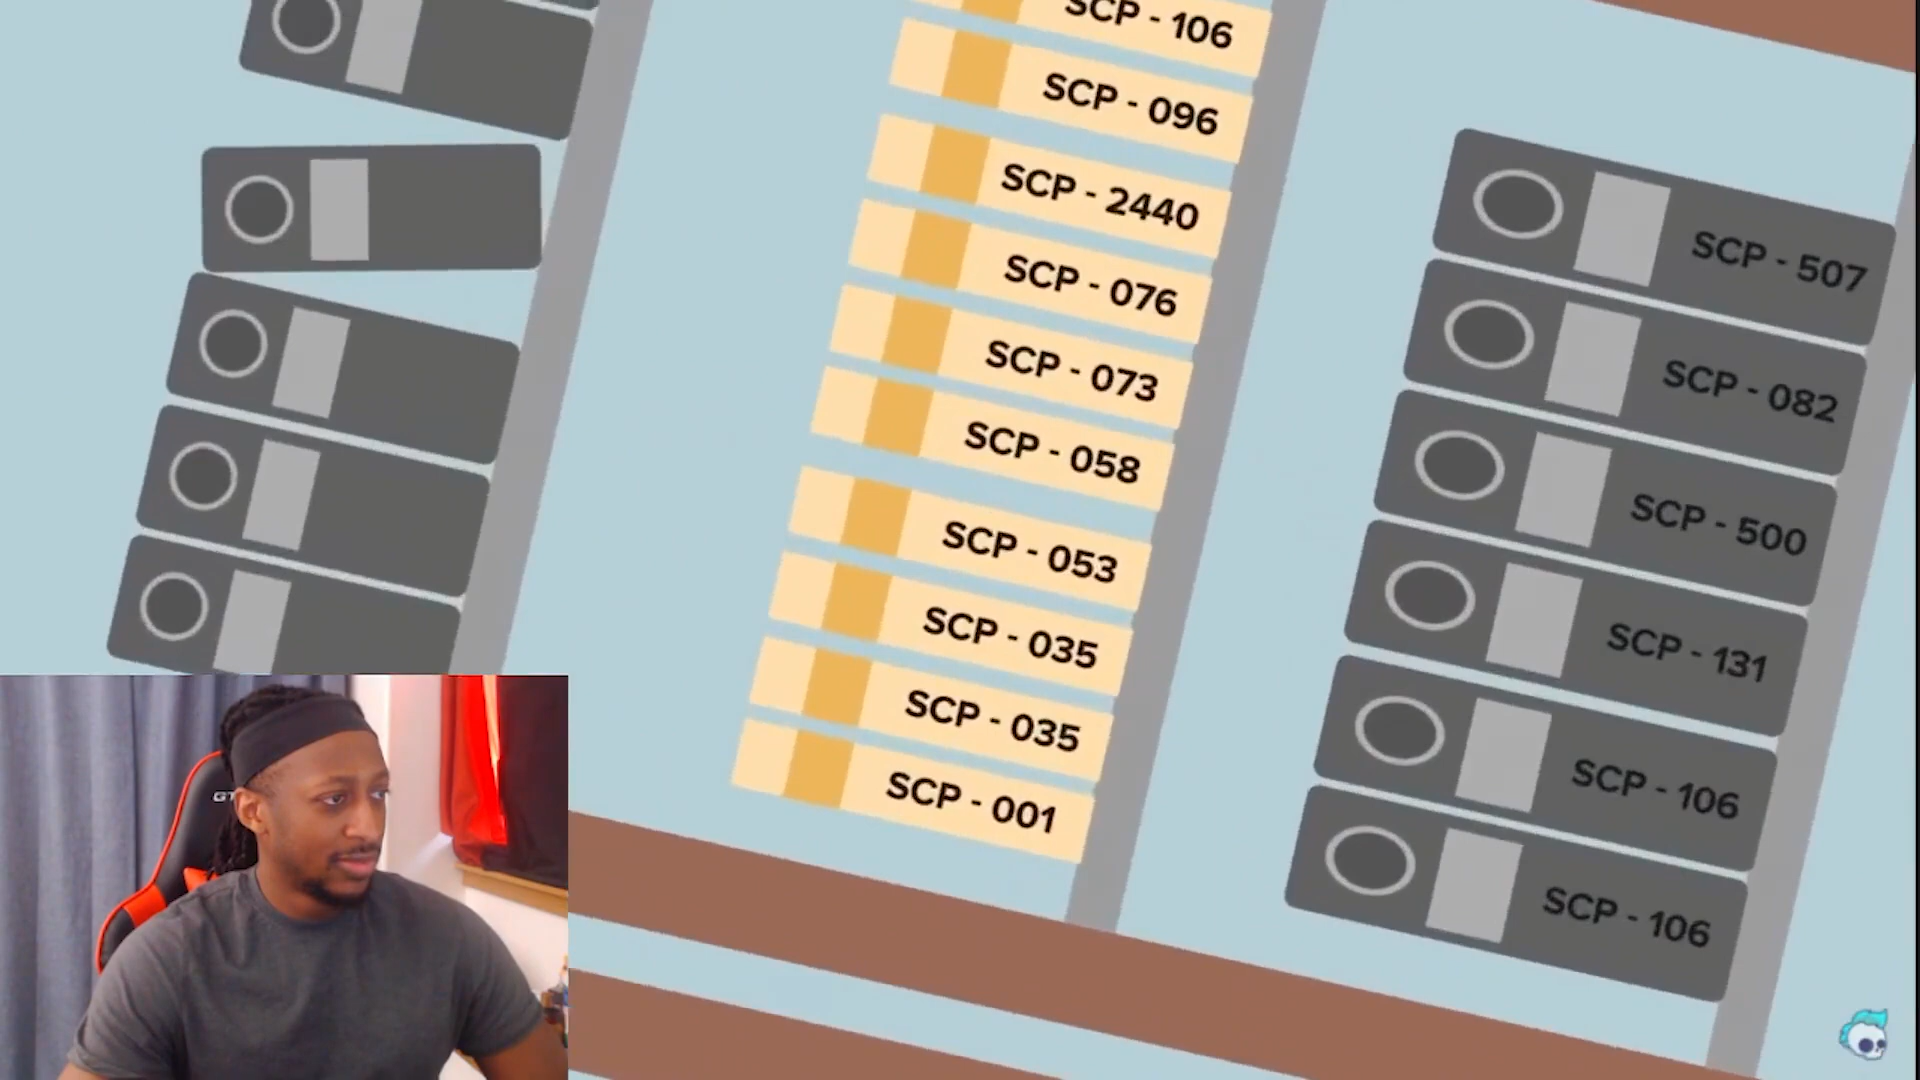 SCP - 106
SCP - 096
SCP - 2440
SCP - 076
SCP - 073
SCP - 058
SCP - 053
SCP - 035
SCP - 035
SCP - 001
SCP - 507
SCP - 082
SCP - 500
SCP - 131
SCP - 106
SCP - 106
GT